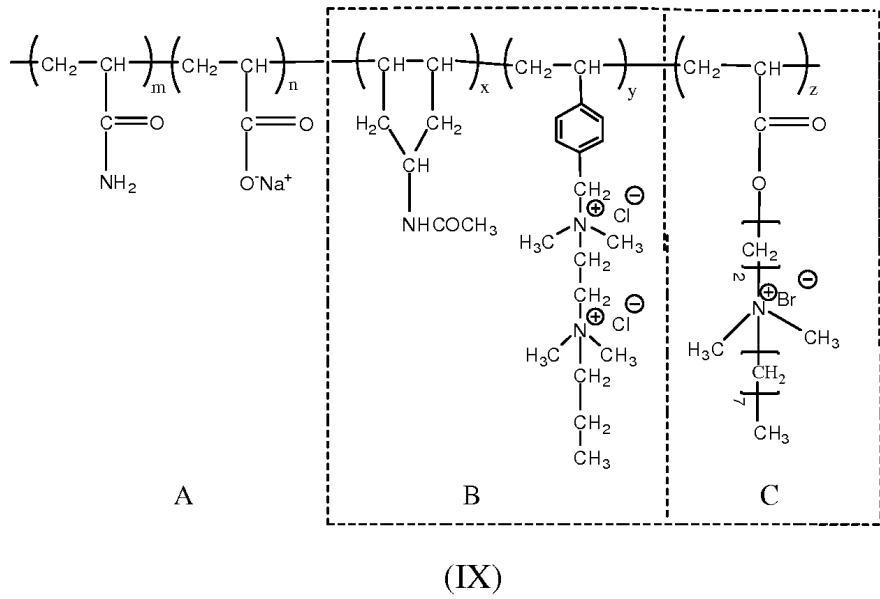 CH₂ CH m CH₂ CH n CH CH x CH₂ CH y CH₂ CH z
C O C O H₂C CH₂ C O
NH₂ O⁻Na⁺ CH O
NHCOCH₃ CH₂ Cl ⊖
N ⊕
H₃C CH₃ CH₂ 2
CH₂
CH₂ Cl ⊖ N ⊕ Br ⊖
N ⊕ H₃C CH₃
H₃C CH₃
CH₂ CH₂ 7
CH₂ CH₃
CH₃
A B C
(IX)